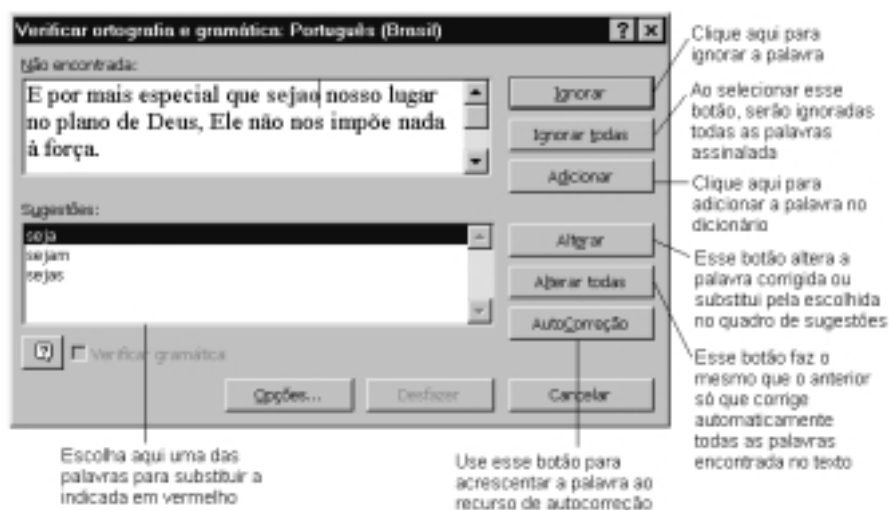 Verificar ortografia e gramática: Português (Brasil)
Não encontrada:
E por mais especial que sejao nosso lugar
no plano de Deus, Ele não nos impõe nada
à força.
Sugestões:
seja
sejam
sejas
Verificar gramática
Ignorar
Ignorar todas
Adicionar
Alterar
Alterar todas
AutoCorreção
Opções...
Desfazer
Cancelar
Clique aqui para
ignorar a palavra
Ao selecionar esse
botão, serão ignoradas
todas as palavras
assinalada
Clique aqui para
adicionar a palavra no
dicionário
Esse botão altera a
palavra corrigida ou
substitui pela escolhida
no quadro de sugestões
Esse botão faz o
mesmo que o anterior
só que corrige
automaticamente
todas as palavras
encontrada no texto
Escolha aqui uma das
palavras para substituir a
indicada em vermelho
Use esse botão para
acrescentar a palavra ao
recurso de autocorreção